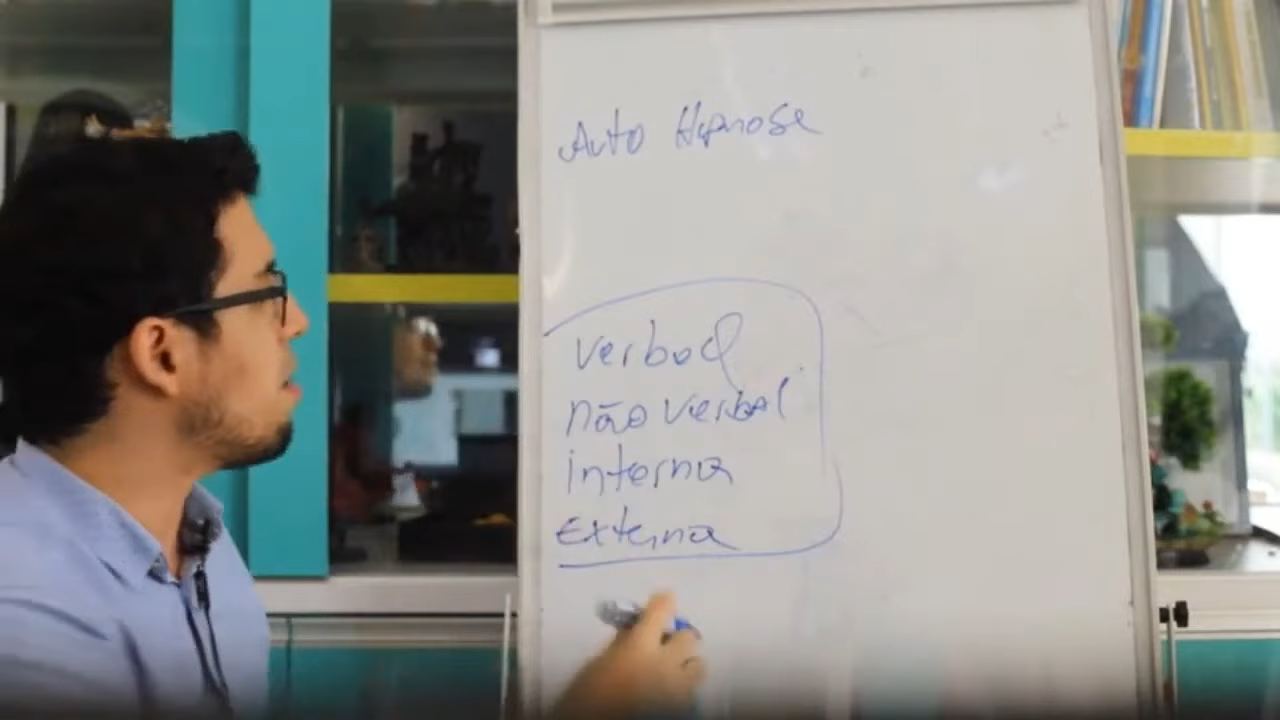 Auto Hipnose
verbal
não verbal
interna
Externa